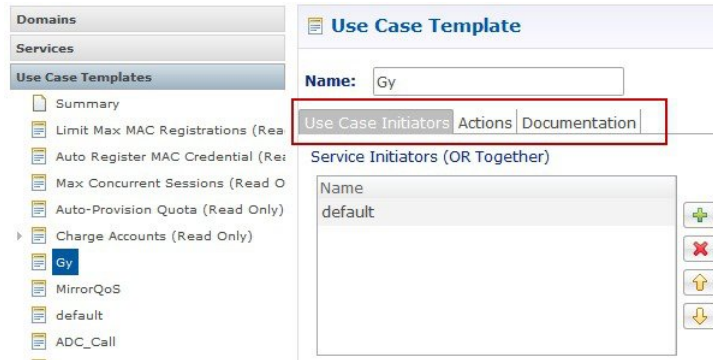 Domains
Services
Use Case Templates
Summary
Limit Max MAC Registrations (Rea
Auto Register MAC Credential (Rea
Max Concurrent Sessions (Read O
Auto-Provision Quota (Read Only)
Charge Accounts (Read Only)
Gy
MirrorQoS
default
ADC_Call
Use Case Template
Name: Gy
Use Case Initiators Actions Documentation
Service Initiators (OR Together)
Name
default